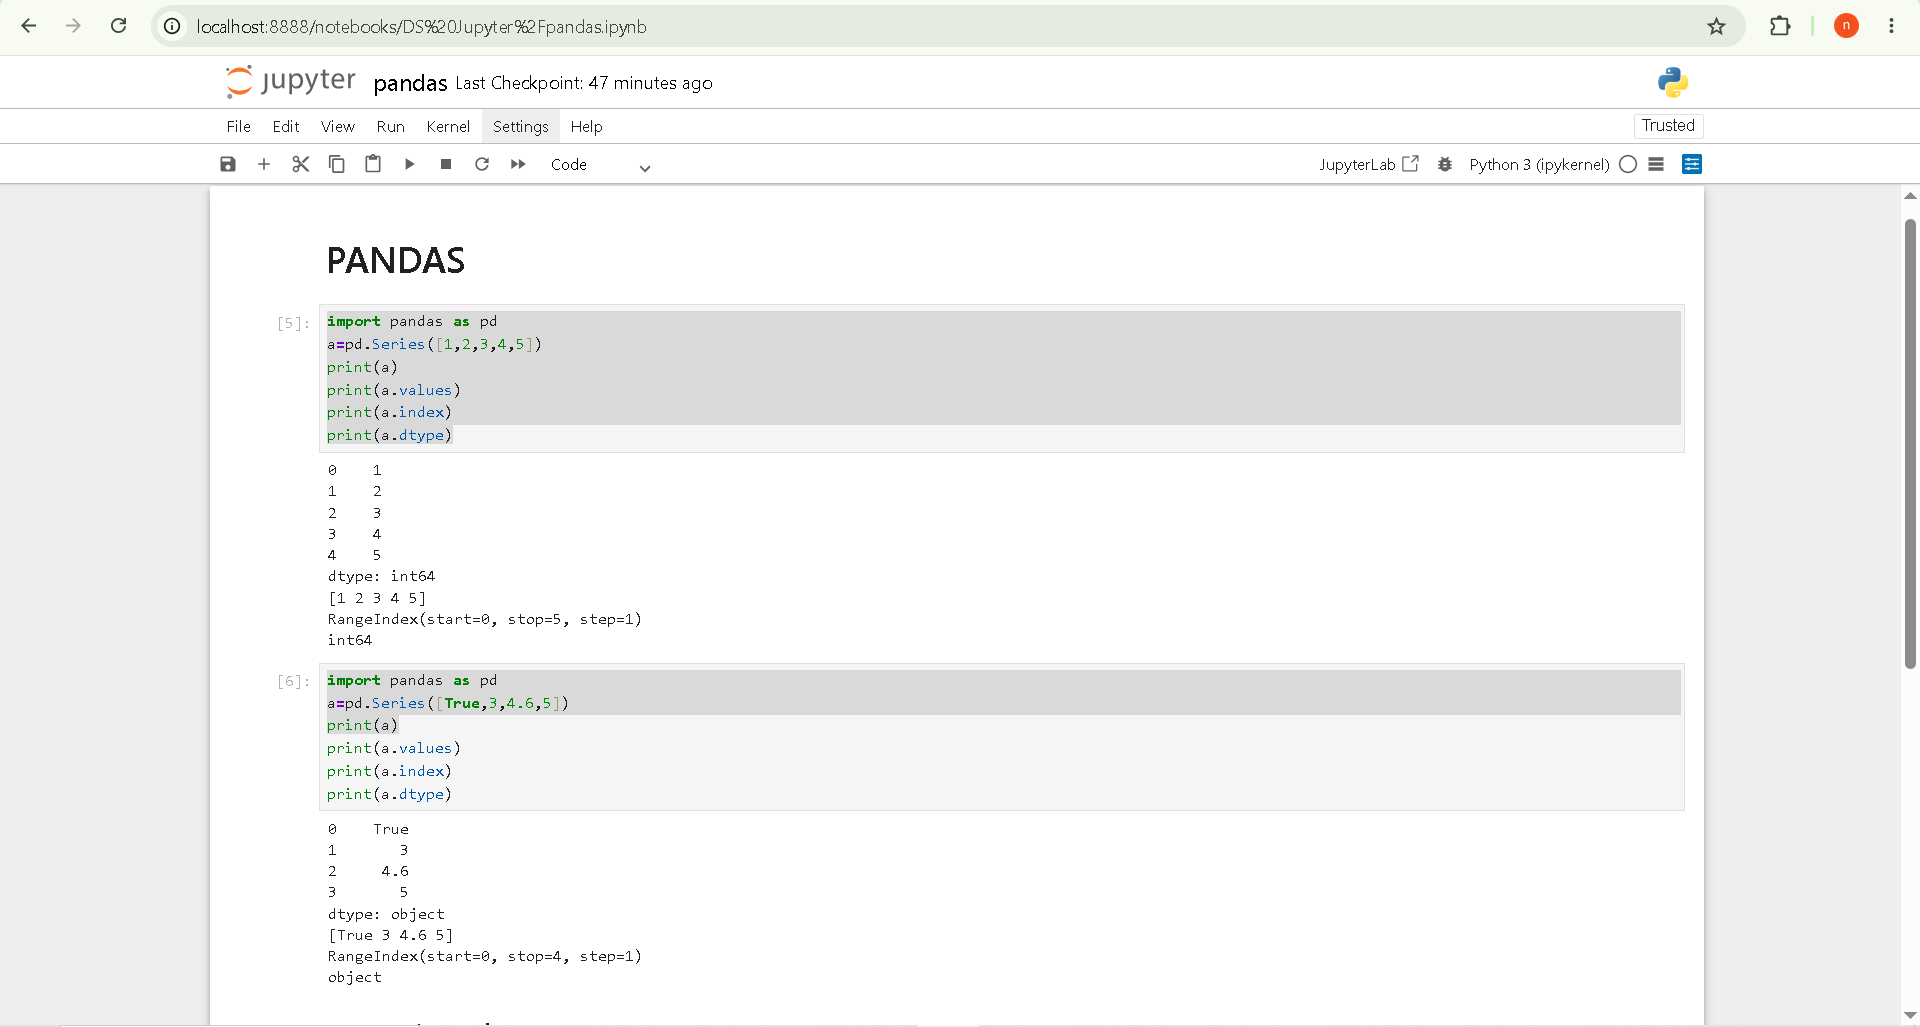 localhost:8888/notebooks/DS%20Jupyter%2Fpandas.ipynb
n
jupyter pandas Last Checkpoint: 47 minutes ago
File Edit View Run Kernel Settings Help
Trusted
Code
JupyterLab
Python 3 (ipykernel)
PANDAS
[5]:
import pandas as pd
a=pd.Series([1,2,3,4,5])
print(a)
print(a.values)
print(a.index)
print(a.dtype)
0    1
1    2
2    3
3    4
4    5
dtype: int64
[1 2 3 4 5]
RangeIndex(start=0, stop=5, step=1)
int64
[6]:
import pandas as pd
a=pd.Series([True,3,4.6,5])
print(a)
print(a.values)
print(a.index)
print(a.dtype)
0    True
1       3
2     4.6
3       5
dtype: object
[True 3 4.6 5]
RangeIndex(start=0, stop=4, step=1)
object